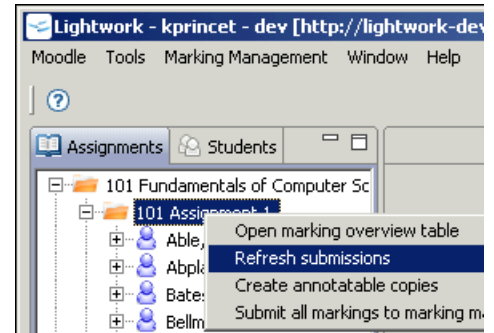 Lightwork - kprincet - dev [http://lightwork-dev
Moodle Tools Marking Management Window Help
Assignments Students
101 Fundamentals of Computer Sc
101 Assignment 1
Able,
Open marking overview table
Refresh submissions
Create annotatable copies
Submit all markings to marking ma
Abpla
Bates
Bellm